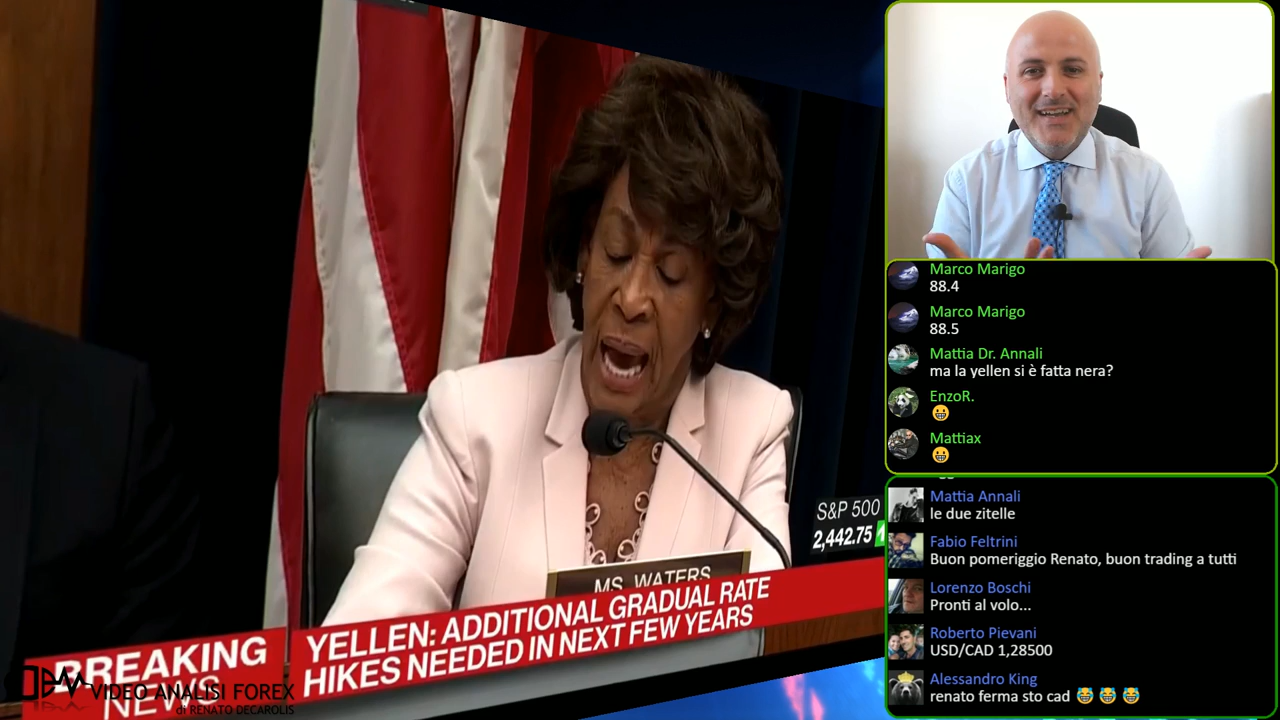 S&P 500
2,442.75
MS. WATERS
BREAKING
NEWS
YELLEN: ADDITIONAL GRADUAL RATE
HIKES NEEDED IN NEXT FEW YEARS
VIDEO ANALISI FOREX
di RENATO DECAROLIS
Marco Marigo
88.4
Marco Marigo
88.5
Mattia Dr. Annali
ma la yellen si è fatta nera?
EnzoR.
😀
Mattiax
😀
Mattia Annali
le due zitelle
Fabio Feltrini
Buon pomeriggio Renato, buon trading a tutti
Lorenzo Boschi
Pronti al volo...
Roberto Pievani
USD/CAD 1,28500
Alessandro King
renato ferma sto cad 😂 😂 😂